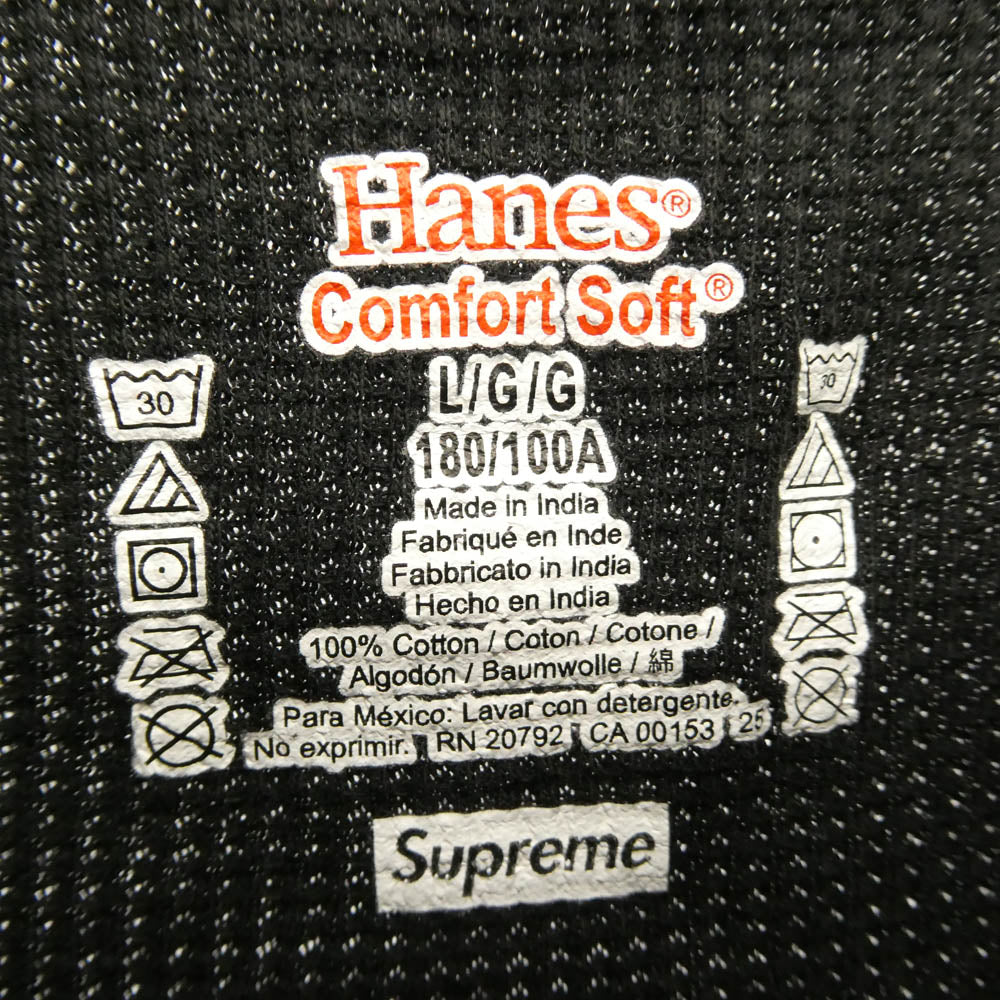 Hanes®
Comfort Soft®
L/G/G
180/100A
30
30
Made in India
Fabriqué en Inde
Fabbricato in India
Hecho en India
100% Cotton / Coton / Cotone /
Algodón / Baumwolle / 綿
Para México: Lavar con detergente.
No exprimir. RN 20792 CA 00153 25
Supreme